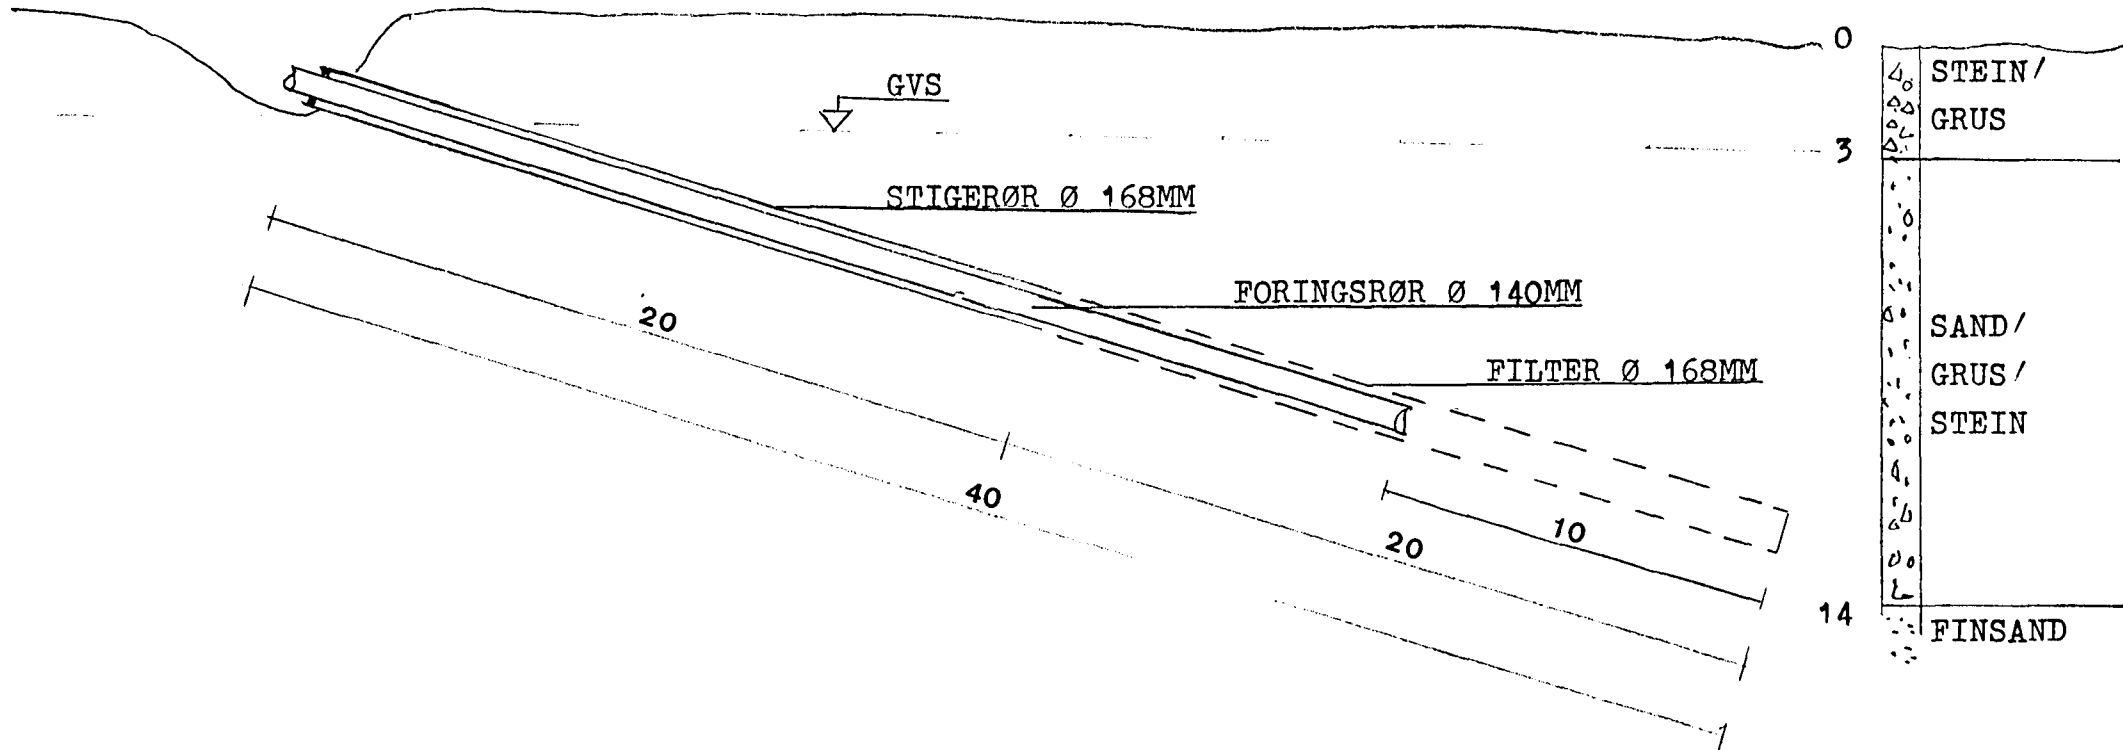 0
STEIN/
GRUS
GVS
3
STIGERØR Ø 168MM
FORINGSRØR Ø 140MM
20
SAND/
GRUS/
STEIN
FILTER Ø 168MM
40
10
20
14
FINSAND